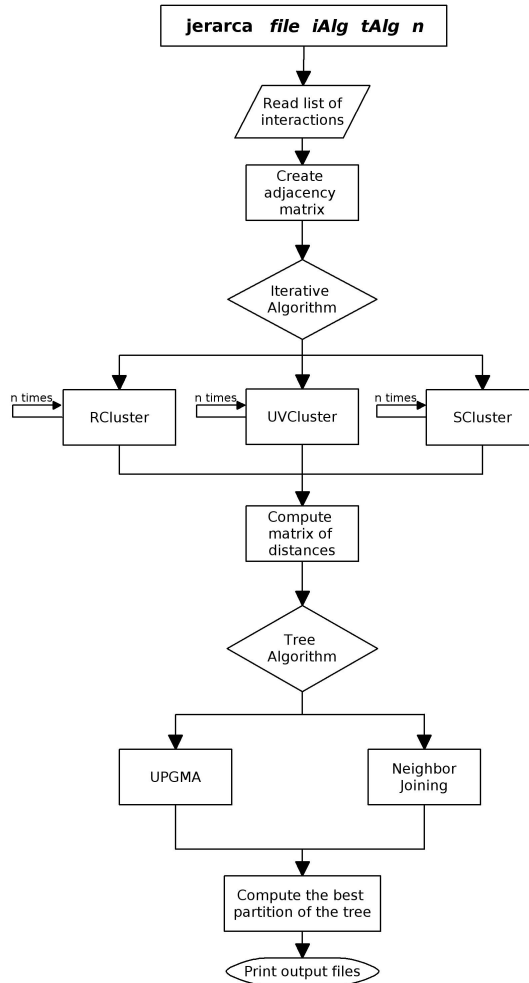 jerarca file iAlg tAlg n
Read list of
interactions
Create
adjacency
matrix
Iterative
Algorithm
n times
n times
n times
RCluster
UVCluster
SCluster
Compute
matrix of
distances
Tree
Algorithm
UPGMA
Neighbor
Joining
Compute the best
partition of the tree
Print output files